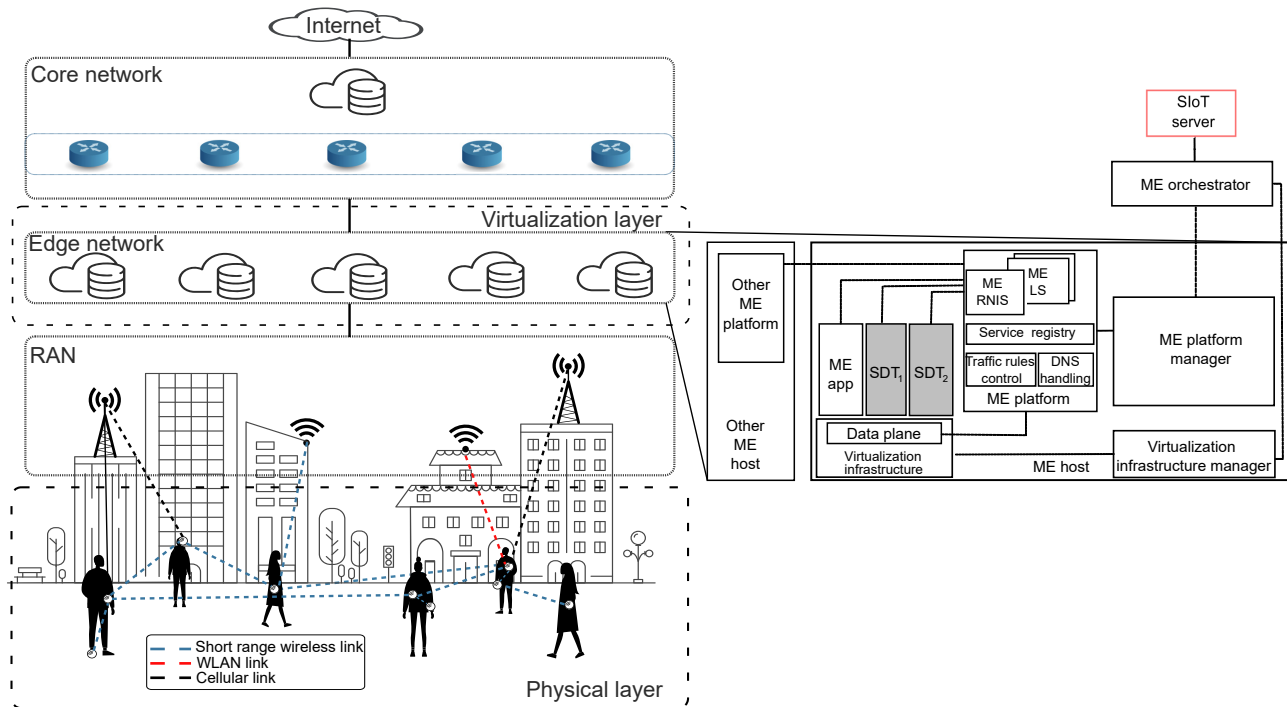 Internet
Core network
Virtualization layer
Edge network
RAN
Short range wireless link
WLAN link
Cellular link
Physical layer
SIoT
server
ME orchestrator
Other
ME
platform
Other
ME
host
ME
app
SDT1
SDT2
ME
RNIS
ME
LS
Service registry
Traffic rules
control
DNS
handling
ME platform
ME platform
manager
Data plane
Virtualization
infrastructure
ME host
Virtualization
infrastructure manager